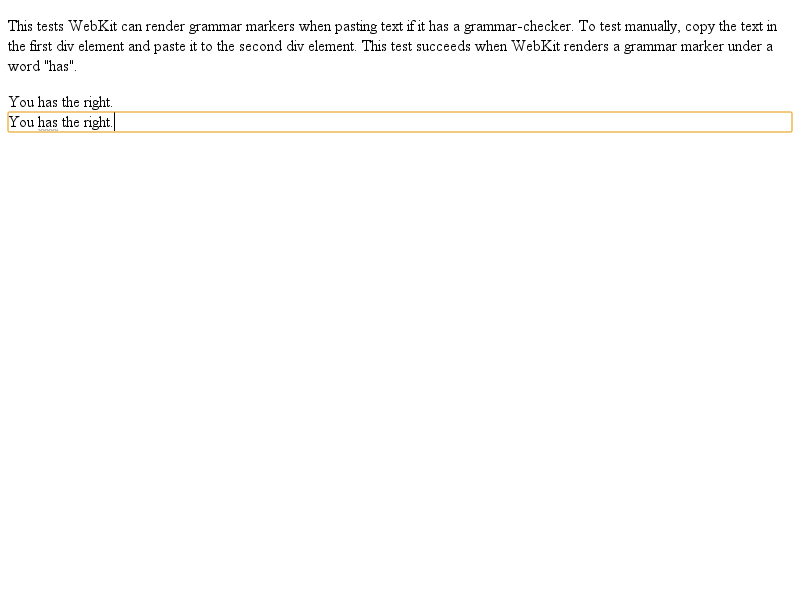 This tests WebKit can render grammar markers when pasting text if it has a grammar-checker. To test manually, copy the text in
the first div element and paste it to the second div element. This test succeeds when WebKit renders a grammar marker under a
word "has".
You has the right.
You has the right.